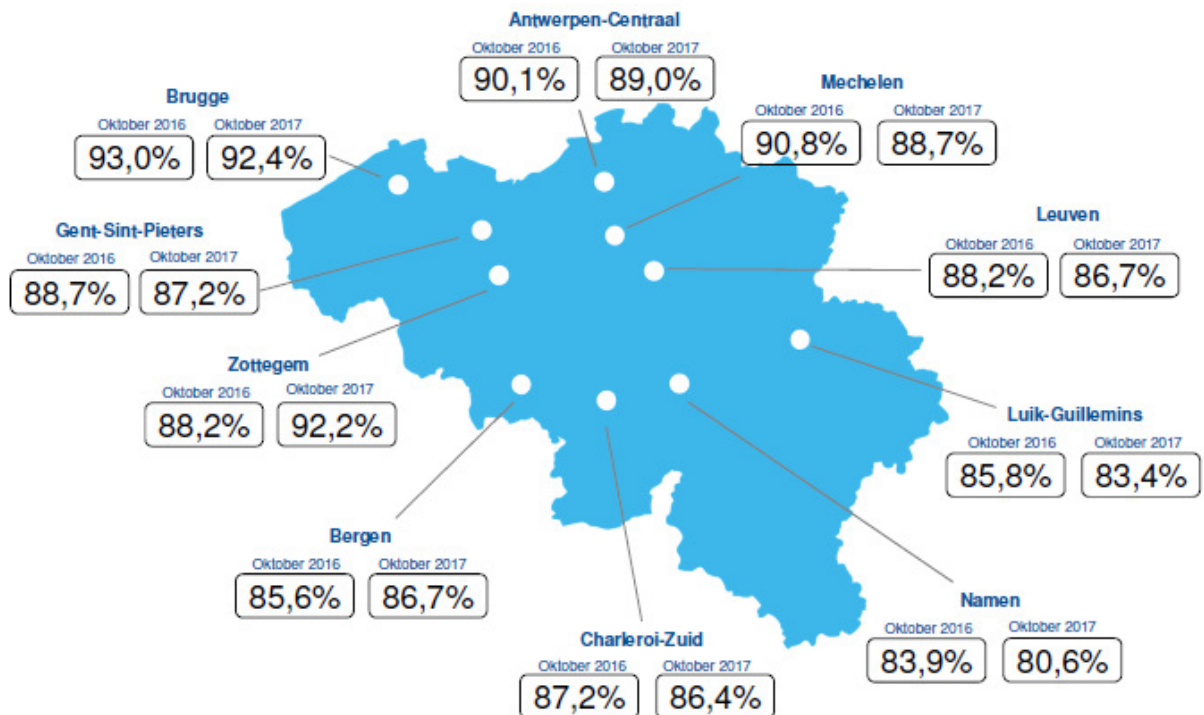 Antwerpen-Centraal
Oktober 2016 Oktober 2017
90,1% 89,0%
Mechelen
Oktober 2016 Oktober 2017
90,8% 88,7%
Brugge
Oktober 2016 Oktober 2017
93,0% 92,4%
Gent-Sint-Pieters
Oktober 2016 Oktober 2017
88,7% 87,2%
Leuven
Oktober 2016 Oktober 2017
88,2% 86,7%
Zottegem
Oktober 2016 Oktober 2017
88,2% 92,2%
Luik-Guillemins
Oktober 2016 Oktober 2017
85,8% 83,4%
Bergen
Oktober 2016 Oktober 2017
85,6% 86,7%
Namen
Oktober 2016 Oktober 2017
83,9% 80,6%
Charleroi-Zuid
Oktober 2016 Oktober 2017
87,2% 86,4%